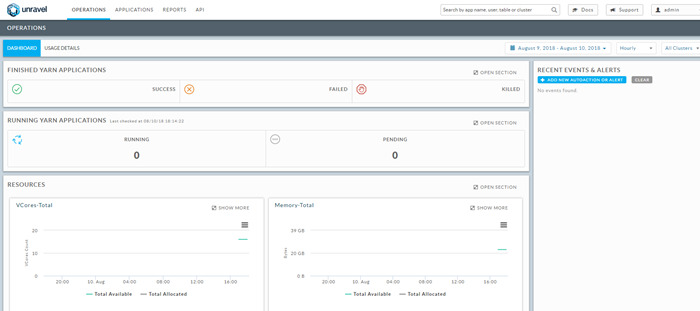 unravel OPERATIONS APPLICATIONS REPORTS API Search by app name, user, table or cluster Docs Support admin
OPERATIONS
DASHBOARD USAGE DETAILS August 9, 2018 - August 10, 2018 Hourly All Clusters
FINISHED YARN APPLICATIONS OPEN SECTION
SUCCESS FAILED KILLED
RUNNING YARN APPLICATIONS Last checked at 08/10/18 18:14:22 OPEN SECTION
RUNNING PENDING
0 0
RESOURCES OPEN SECTION
VCores-Total SHOW MORE
VCores Count
20
10
0
20:00 10. Aug 04:00 08:00 12:00 16:00
Total Available Total Allocated
Memory-Total SHOW MORE
Bytes
39 GB
20 GB
0 B
20:00 10. Aug 04:00 08:00 12:00 16:00
Total Available Total Allocated
RECENT EVENTS & ALERTS
ADD NEW AUTOACTION OR ALERT CLEAR
No events found.